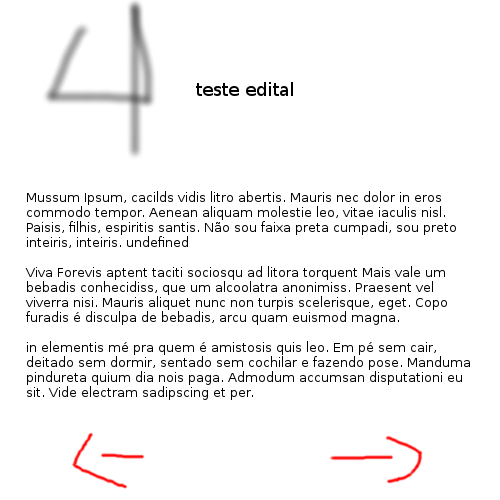 4
teste edital
Mussum Ipsum, cacilds vidis litro abertis. Mauris nec dolor in eros
commodo tempor. Aenean aliquam molestie leo, vitae iaculis nisl.
Paisis, filhis, espiritis santis. Não sou faixa preta cumpadi, sou preto
inteiris, inteiris. undefined
Viva Forevis aptent taciti sociosqu ad litora torquent Mais vale um
bebadis conhecidiss, que um alcoolatra anonimiss. Praesent vel
viverra nisi. Mauris aliquet nunc non turpis scelerisque, eget. Copo
furadis é disculpa de bebadis, arcu quam euismod magna.
in elementis mé pra quem é amistosis quis leo. Em pé sem cair,
deitado sem dormir, sentado sem cochilar e fazendo pose. Manduma
pindureta quium dia nois paga. Admodum accumsan disputationi eu
sit. Vide electram sadipscing et per.